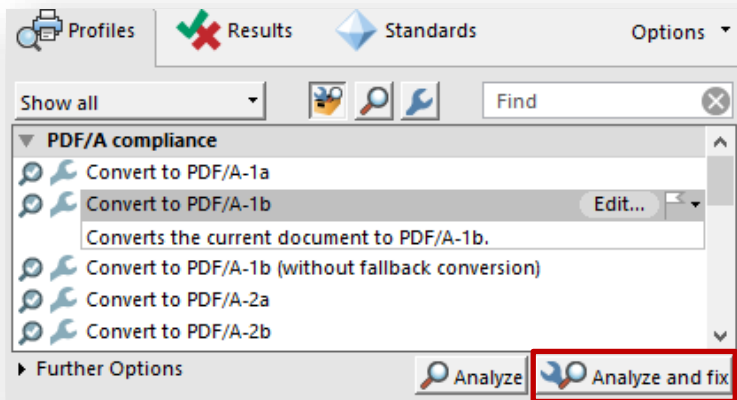 Profiles Results Standards Options
Show all Find
PDF/A compliance
Convert to PDF/A-1a
Convert to PDF/A-1b Edit...
Converts the current document to PDF/A-1b.
Convert to PDF/A-1b (without fallback conversion)
Convert to PDF/A-2a
Convert to PDF/A-2b
Further Options Analyze Analyze and fix